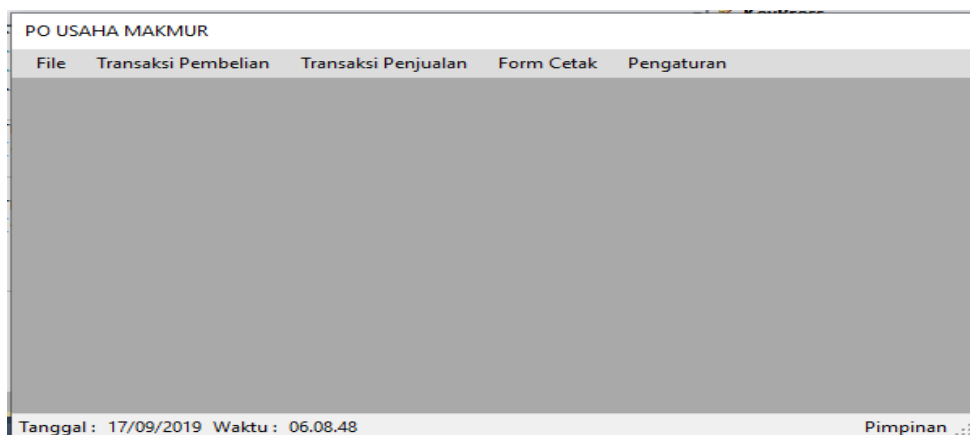 KeyPress
PO USAHA MAKMUR
File Transaksi Pembelian Transaksi Penjualan Form Cetak Pengaturan
Tanggal : 17/09/2019 Waktu : 06.08.48 Pimpinan